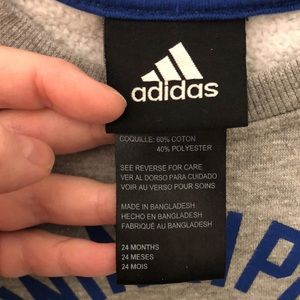 adidas
COQUILLE: 60% COTON
40% POLYESTER
SEE REVERSE FOR CARE
VER AL DORSO PARA CUIDADO
VOIR AU VERSO POUR SOINS
MADE IN BANGLADESH
HECHO EN BANGLADESH
FABRIQUÉ AU BANGLADESH
24 MONTHS
24 MESES
24 MOIS